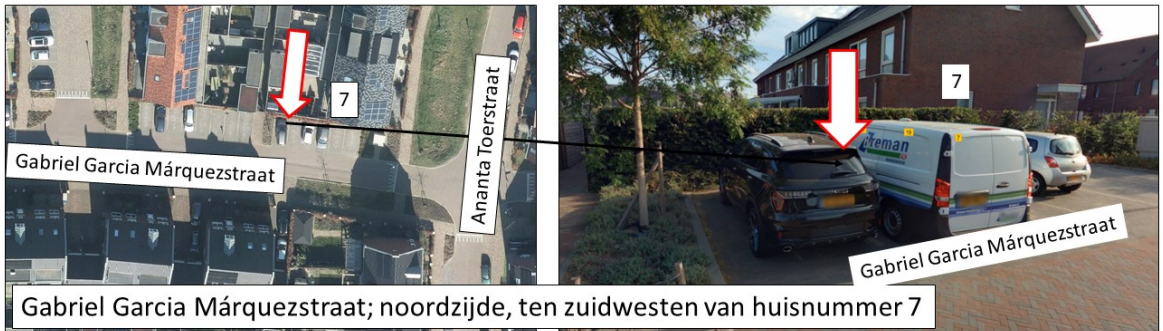 7
Gabriel Garcia Márquezstraat
Ananta Toerstraat
7
Gabriel Garcia Márquezstraat
Gabriel Garcia Márquezstraat; noordzijde, ten zuidwesten van huisnummer 7